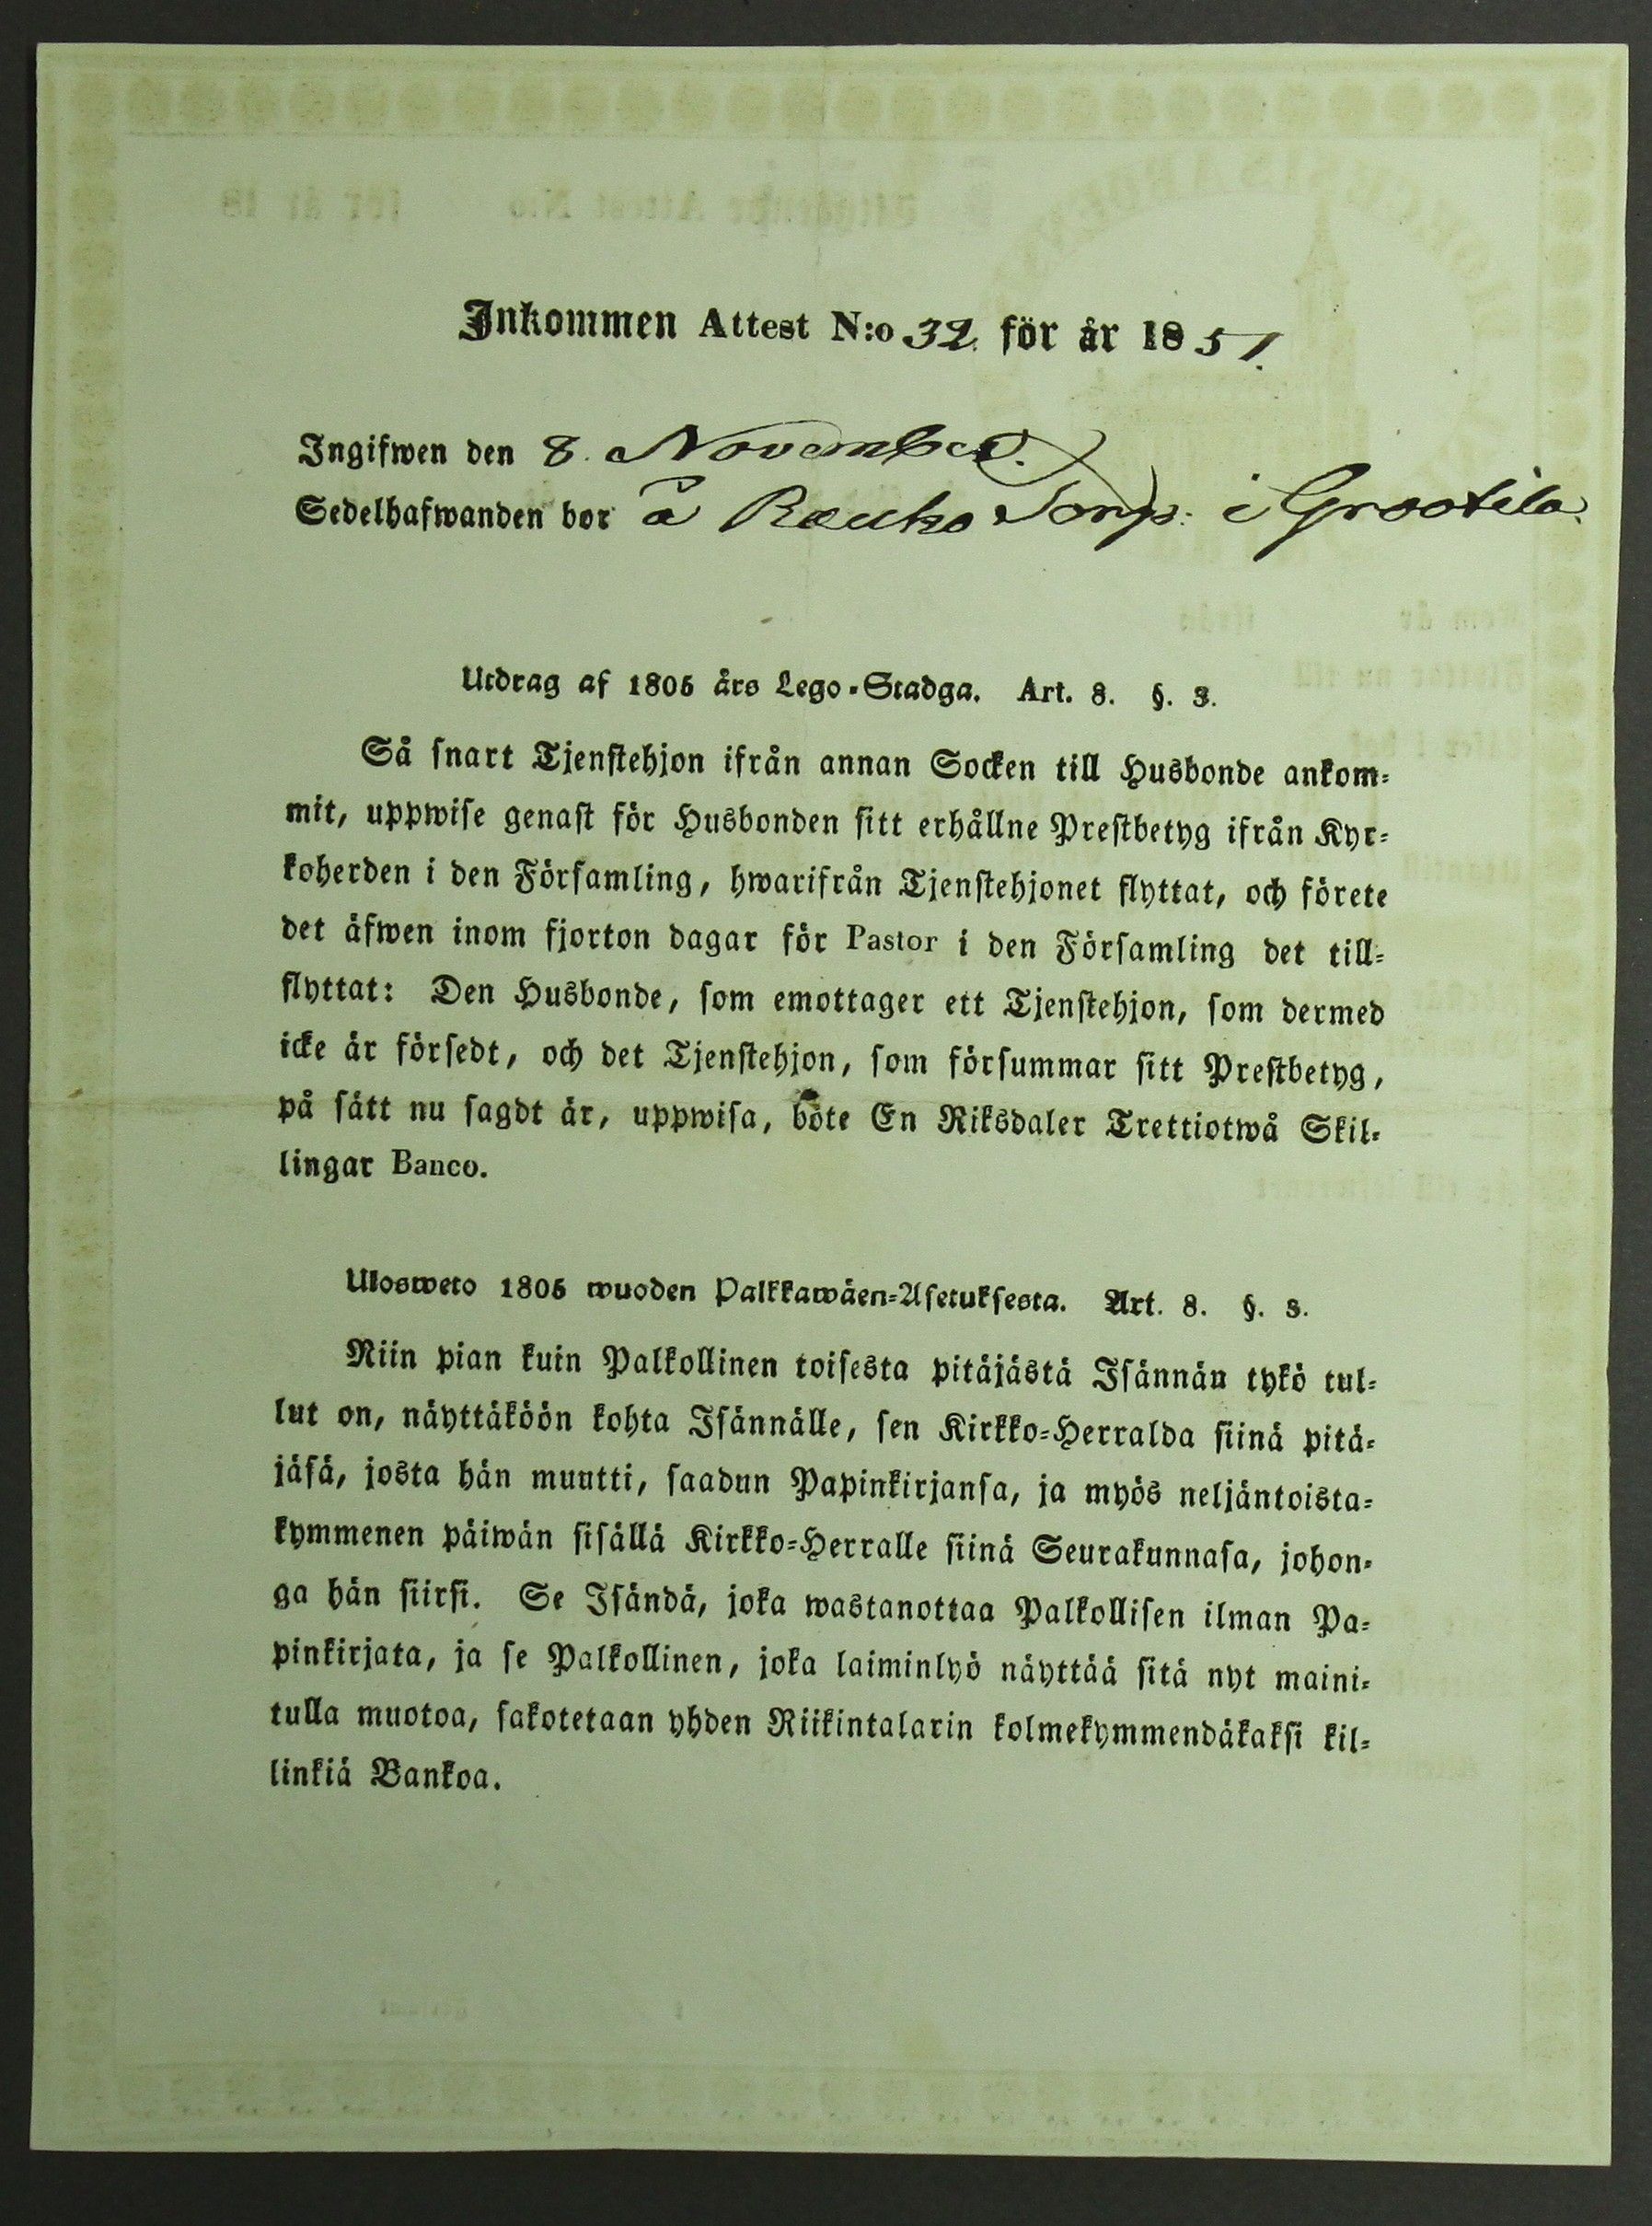 Inkommen Attest N:o 32. för år 1851.
Ingifwen den 8. November.
Sedelhafwanden bor å Rauko Torp: i Grootila.
Utdrag af 1805 års Lego-Stadga. Art. 8. §. 3.
Så snart Tjenstehjon ifrån annan Socken till Husbonde ankom-
mit, uppwise genast för Husbonden sitt erhållne Prestbetyg ifrån Kyr-
koherden i den Församling, hwarifrån Tjenstehjonet flyttat, och förete
det äfwen inom fjorton dagar för Pastor i den Församling det till-
flyttat: Den Husbonde, som emottager ett Tjenstehjon, som dermed
icke är försedt, och det Tjenstehjon, som försummar sitt Prestbetyg,
på sätt nu sagdt är, uppwisa, böte En Riksdaler Trettiotwå Skil-
lingar Banco.
Ulosweto 1805 wuoden Palkkawäen-Asetuksesta. Art. 8. §. 3.
Niin pian kuin Palkollinen toisesta pitäjästä Isännän tykö tul-
lut on, näyttäköön kohta Isännälle, sen Kirkko-Herralda siinä pitä-
jäsä, josta hän muutti, saadun Papinkirjansa, ja myös neljäntoista-
kymmenen päiwän sisällä Kirkko-Herralle siinä Seurakunnasa, johon-
ga hän siirsi. Se Isändä, joka wastanottaa Palkollisen ilman Pa-
pinkirjata, ja se Palkollinen, joka laiminlyö näyttää sitä nyt maini-
tulla muotoa, sakotetaan yhden Riikintalarin kolmekymmendäkaksi kil-
linkiä Bankoa.